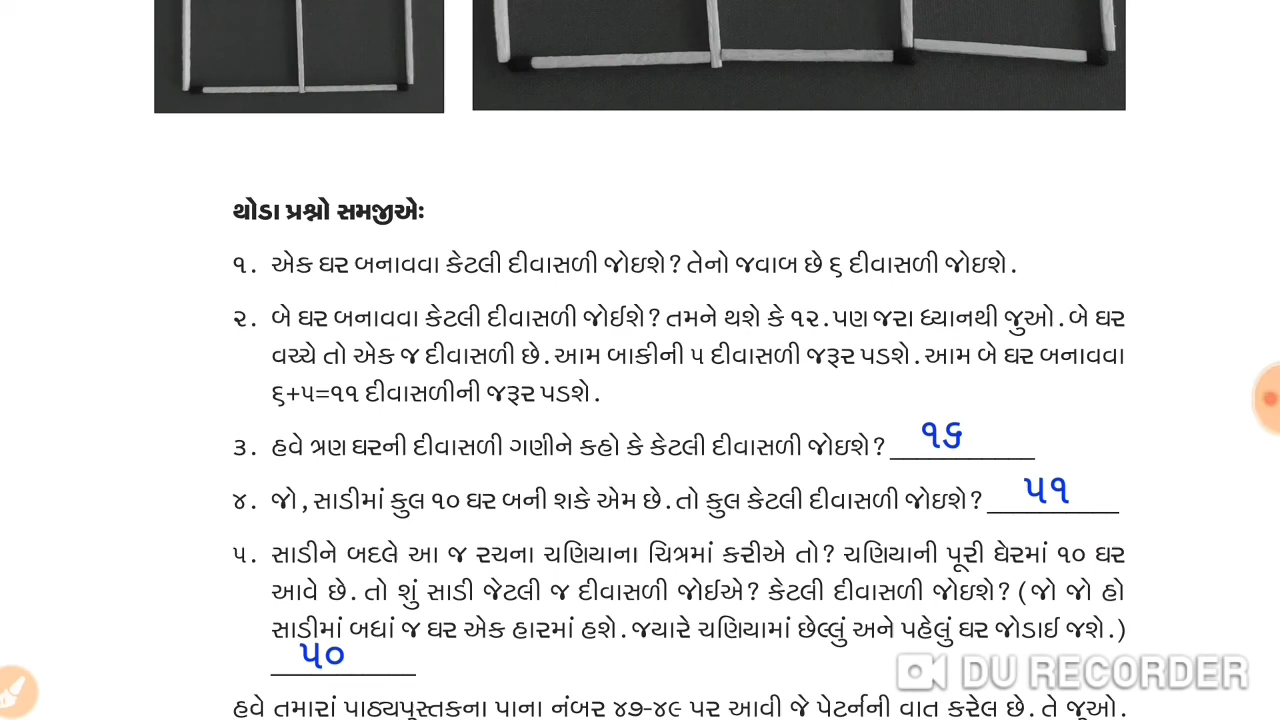 થોડા પ્રશ્નો સમજીએઃ
૧. એક ઘર બનાવવા કેટલી દીવાસળી જોઇશે? તેનો જવાબ છે ૬ દીવાસળી જોઇશે.
૨. બે ઘર બનાવવા કેટલી દીવાસળી જોઈશે? તમને થશે કે ૧૨. પણ જરા ધ્યાનથી જુઓ. બે ઘર
વચ્ચે તો એક જ દીવાસળી છે. આમ બાકીની ૫ દીવાસળી જરૂર પડશે. આમ બે ઘર બનાવવા
૬+૫=૧૧ દીવાસળીની જરૂર પડશે.
૩. હવે ત્રણ ઘરની દીવાસળી ગણીને કહો કે કેટલી દીવાસળી જોઇશે? ૧૬
૪. જો, સાડીમાં કુલ ૧૦ ઘર બની શકે એમ છે. તો કુલ કેટલી દીવાસળી જોઇશે? ૫૧
૫. સાડીને બદલે આ જ રચના ચણિયાના ચિત્રમાં કરીએ તો? ચણિયાની પૂરી ઘેરમાં ૧૦ ઘર
આવે છે. તો શું સાડી જેટલી જ દીવાસળી જોઈએ? કેટલી દીવાસળી જોઇશે? (જો જો હો
સાડીમાં બધાં જ ઘર એક હારમાં હશે. જ્યારે ચણિયામાં છેલ્લું અને પહેલું ઘર જોડાઈ જશે.)
૫૦
DU RECORDER
હવે તમારાં પાઠ્યપુસ્તકના પાના નંબર ૪૭-૪૯ પર આવી જે પેટર્નની વાત કરેલ છે. તે જૂઓ.